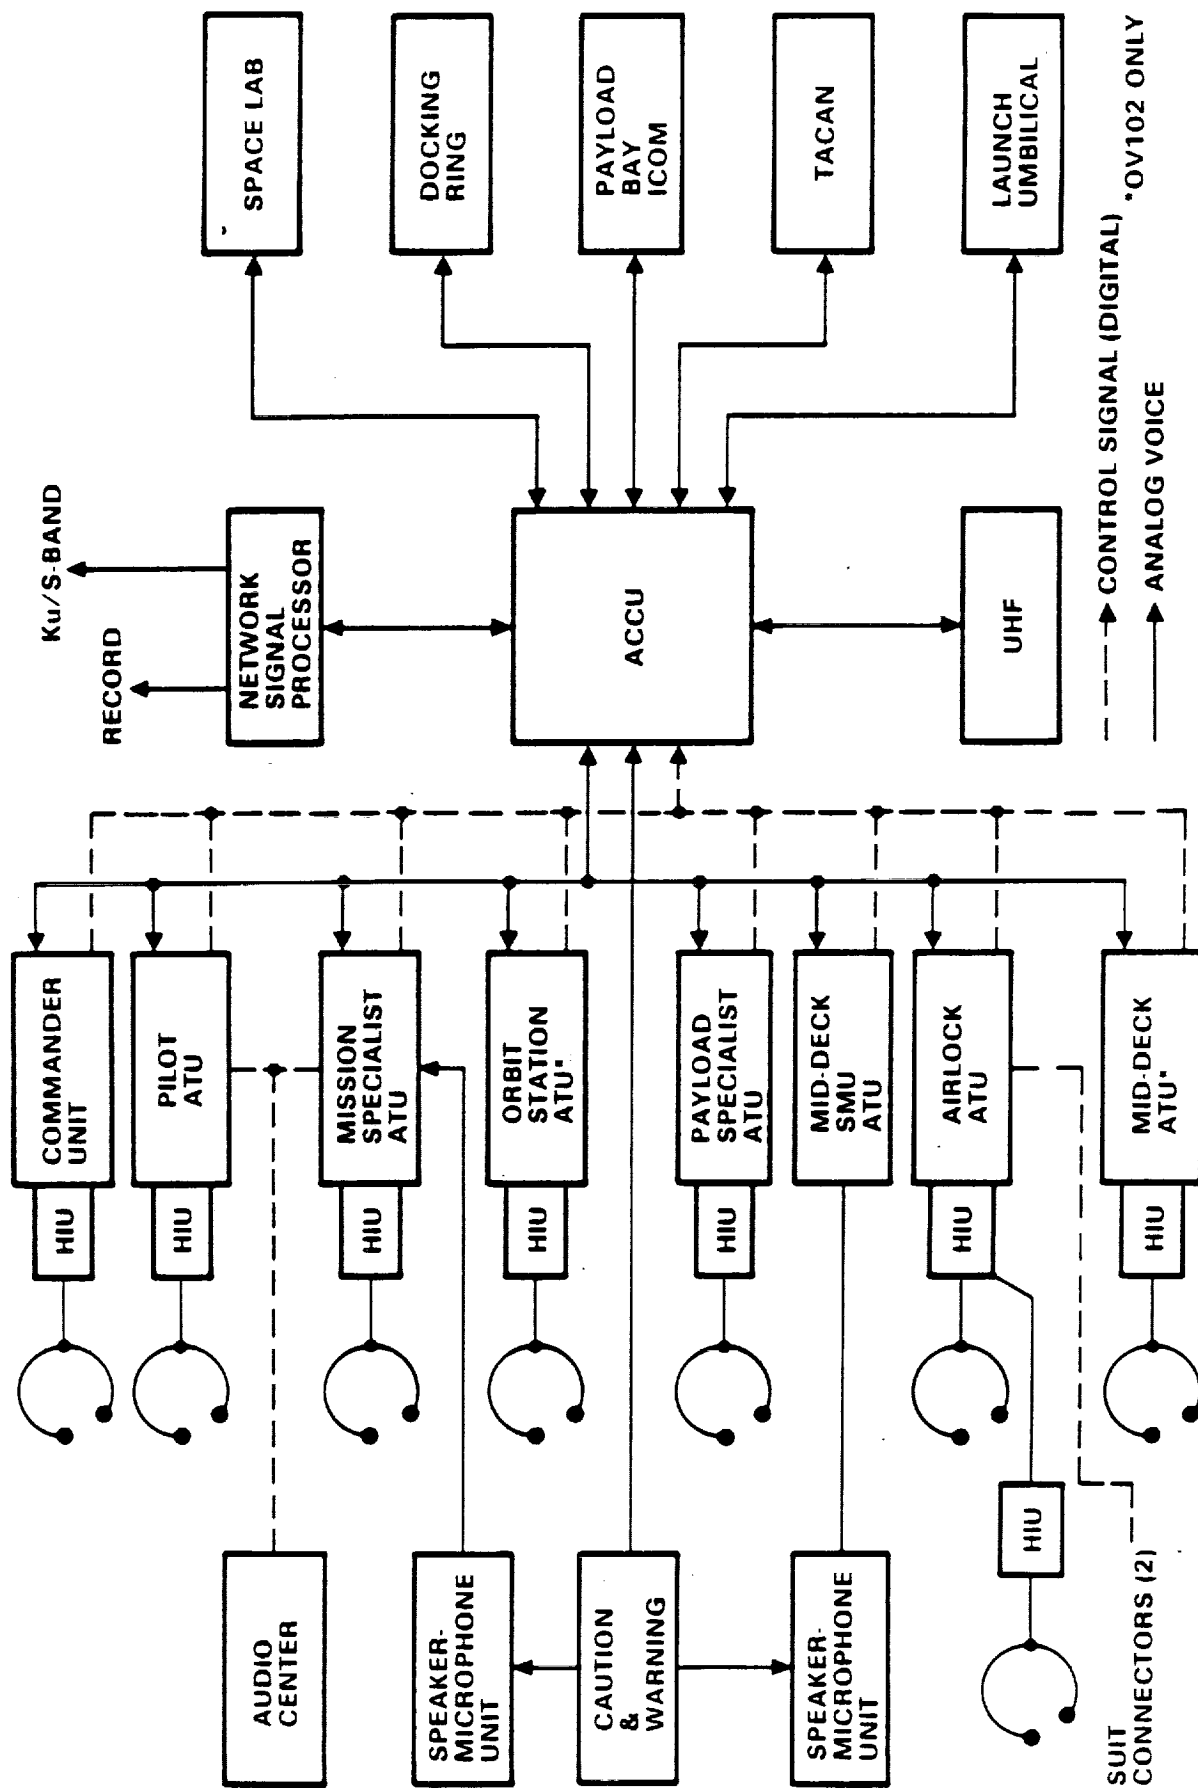 AUDIO
CENTER
SPEAKER-
MICROPHONE
UNIT
CAUTION
&
WARNING
SPEAKER-
MICROPHONE
UNIT
SUIT
CONNECTORS (2)
HIU
HIU
COMMANDER
UNIT
HIU
PILOT
ATU
HIU
MISSION
SPECIALIST
ATU
HIU
ORBIT
STATION
ATU*
HIU
PAYLOAD
SPECIALIST
ATU
MID-DECK
SMU
ATU
HIU
AIRLOCK
ATU
HIU
MID-DECK
ATU*
RECORD
Ku/S-BAND
NETWORK
SIGNAL
PROCESSOR
ACCU
UHF
SPACE LAB
DOCKING
RING
PAYLOAD
BAY
ICOM
TACAN
LAUNCH
UMBILICAL
CONTROL SIGNAL (DIGITAL)
*OV102 ONLY
ANALOG VOICE